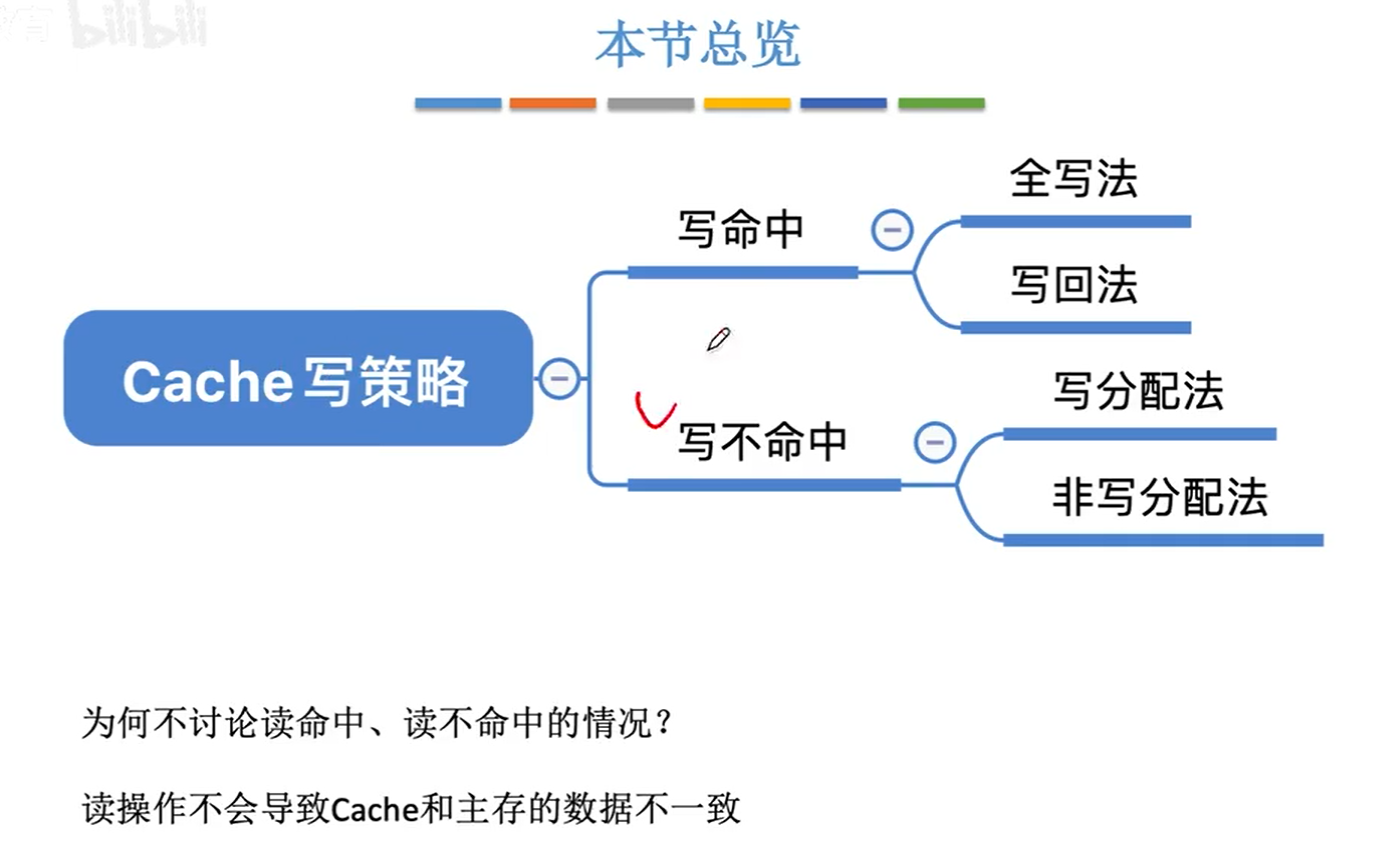 bilibili
本节总览
Cache写策略
写命中
全写法
写回法
写不命中
写分配法
非写分配法
为何不讨论读命中、读不命中的情况？
读操作不会导致Cache和主存的数据不一致